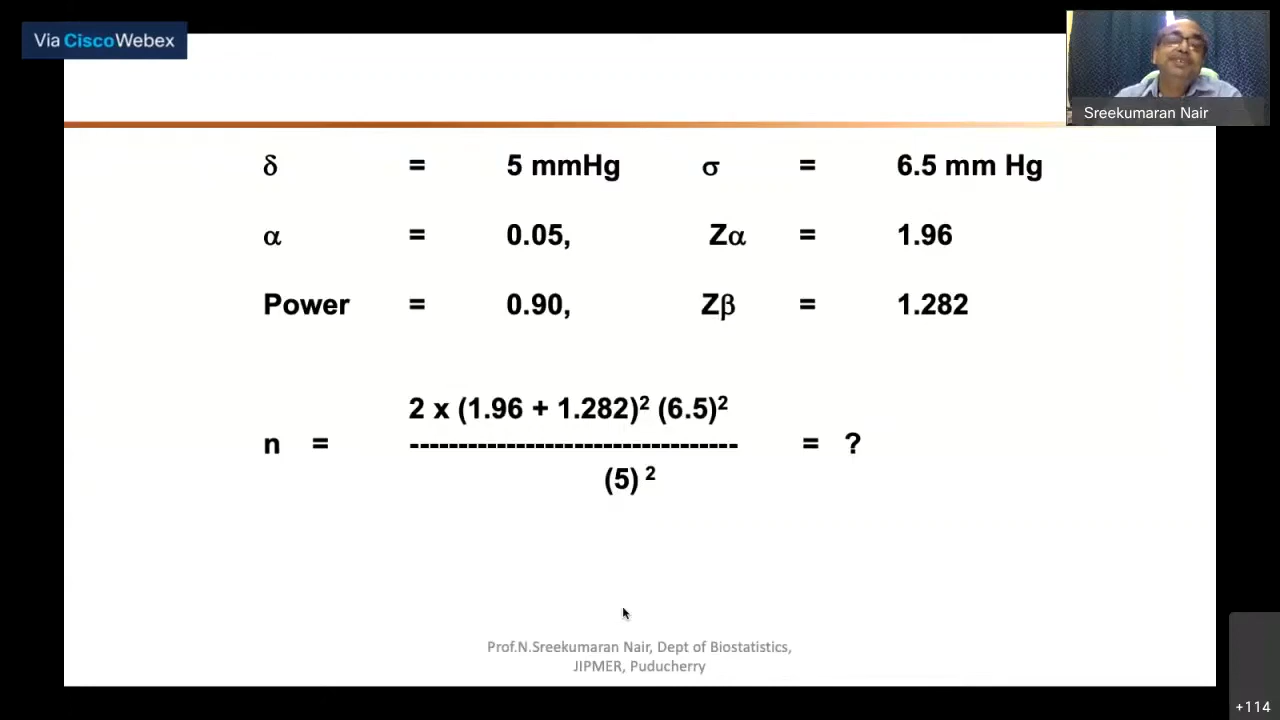 Via CiscoWebex
Sreekumaran Nair
δ = 5 mmHg σ = 6.5 mm Hg
α = 0.05, Zα = 1.96
Power = 0.90, Zβ = 1.282
2 x (1.96 + 1.282)² (6.5)²
n = --------------------------------- = ?
(5) ²
Prof.N.Sreekumaran Nair, Dept of Biostatistics,
JIPMER, Puducherry
+114